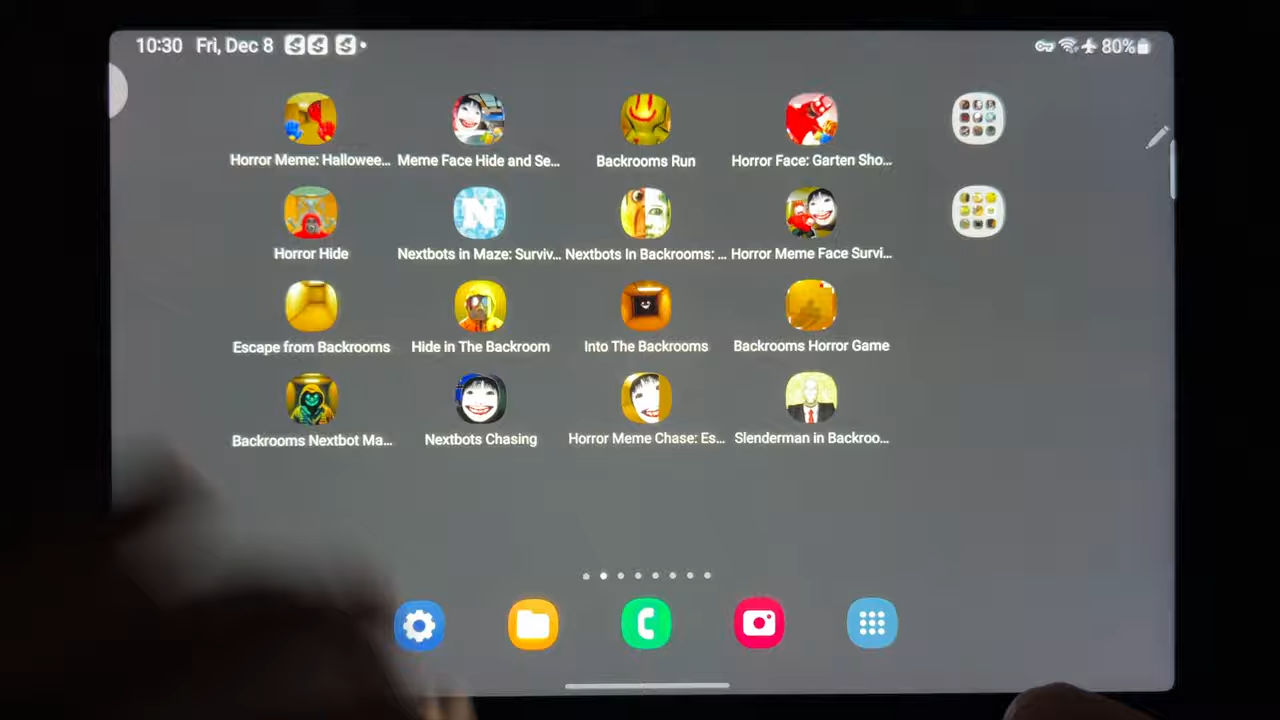 10:30 Fri, Dec 8 80%
Horror Meme: Hallowee... Meme Face Hide and Se... Backrooms Run Horror Face: Garten Sho...
N
Horror Hide Nextbots in Maze: Surviv... Nextbots In Backrooms: ... Horror Meme Face Survi...
Escape from Backrooms Hide in The Backroom Into The Backrooms Backrooms Horror Game
Backrooms Nextbot Ma... Nextbots Chasing Horror Meme Chase: Es... Slenderman in Backroo...